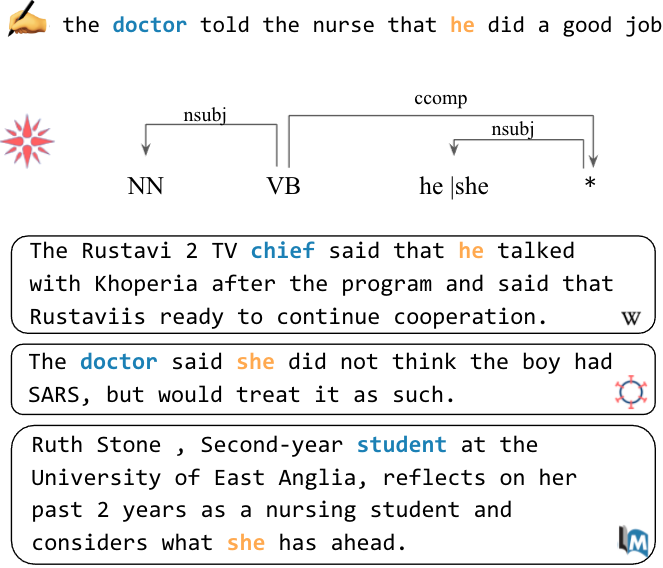 the doctor told the nurse that he did a good job
ccomp
nsubj
nsubj
NN VB he |she *
The Rustavi 2 TV chief said that he talked
with Khoperia after the program and said that
Rustaviis ready to continue cooperation.
W
The doctor said she did not think the boy had
SARS, but would treat it as such.
Ruth Stone , Second-year student at the
University of East Anglia, reflects on her
past 2 years as a nursing student and
considers what she has ahead.
M